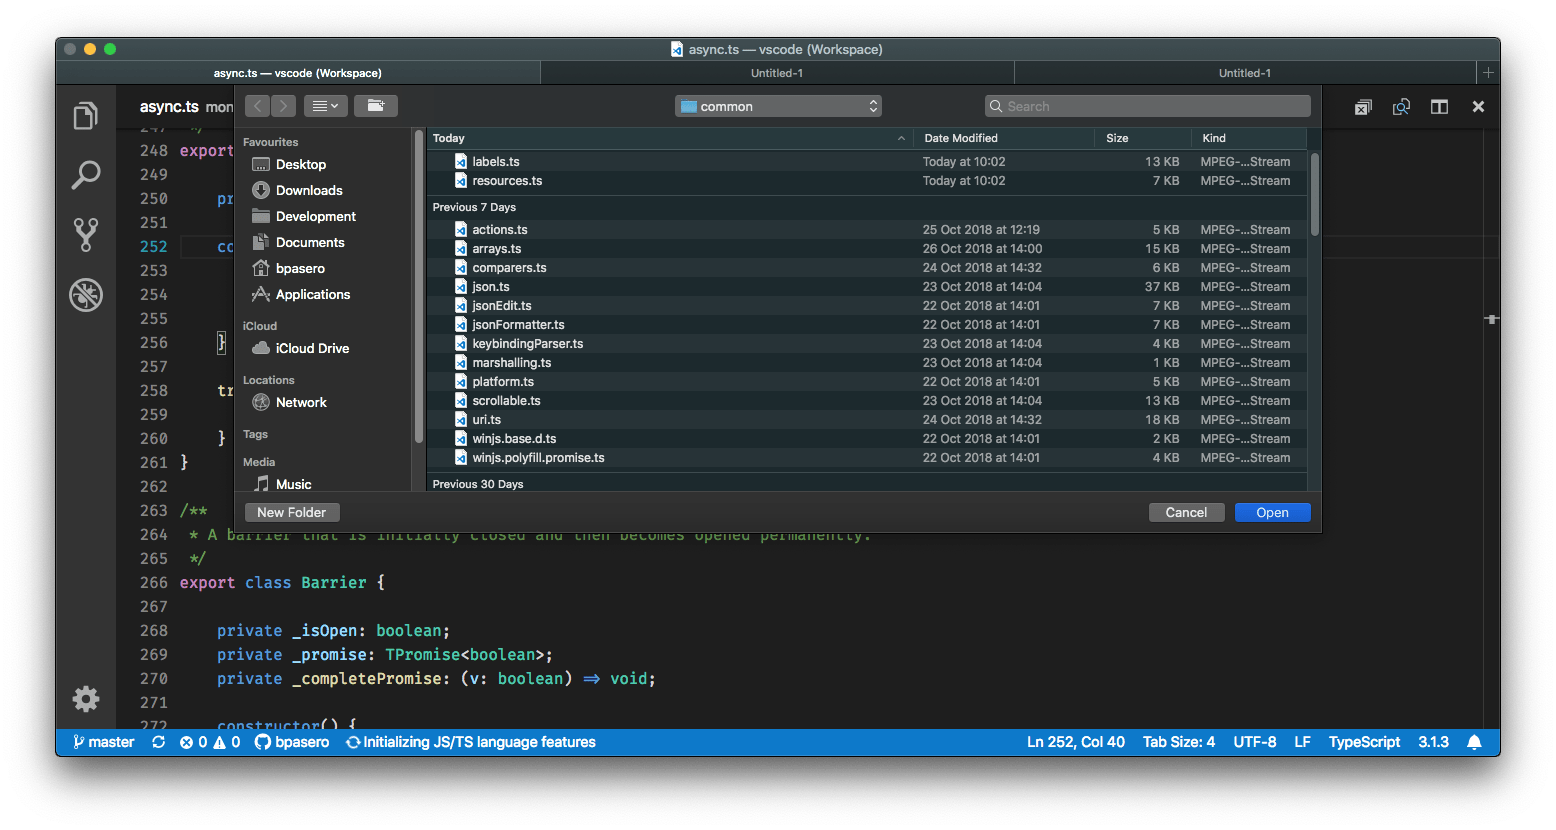 async.ts — vscode (Workspace)
async.ts — vscode (Workspace) Untitled-1 Untitled-1
async.ts mon
common
Search
Favourites
Desktop
Downloads
Development
Documents
bpasero
Applications
iCloud
iCloud Drive
Locations
Network
Tags
Media
Music
Today Date Modified Size Kind
labels.ts Today at 10:02 13 KB MPEG-...Stream
resources.ts Today at 10:02 7 KB MPEG-...Stream
Previous 7 Days
actions.ts 25 Oct 2018 at 12:19 5 KB MPEG-...Stream
arrays.ts 26 Oct 2018 at 14:00 15 KB MPEG-...Stream
comparers.ts 24 Oct 2018 at 14:32 6 KB MPEG-...Stream
json.ts 23 Oct 2018 at 14:04 37 KB MPEG-...Stream
jsonEdit.ts 22 Oct 2018 at 14:01 7 KB MPEG-...Stream
jsonFormatter.ts 22 Oct 2018 at 14:01 7 KB MPEG-...Stream
keybindingParser.ts 23 Oct 2018 at 14:04 4 KB MPEG-...Stream
marshalling.ts 23 Oct 2018 at 14:04 1 KB MPEG-...Stream
platform.ts 22 Oct 2018 at 14:01 5 KB MPEG-...Stream
scrollable.ts 23 Oct 2018 at 14:04 13 KB MPEG-...Stream
uri.ts 24 Oct 2018 at 14:32 18 KB MPEG-...Stream
winjs.base.d.ts 22 Oct 2018 at 14:01 2 KB MPEG-...Stream
winjs.polyfill.promise.ts 22 Oct 2018 at 14:01 4 KB MPEG-...Stream
Previous 30 Days
New Folder Cancel Open
247 */
248 export
249
250 pr
251
252 co
253
254
255
256 }
257
258 tr
259
260 }
261 }
262
263 /**
264 * A barrier that is initially closed and then becomes opened permanently.
265 */
266 export class Barrier {
267
268 private _isOpen: boolean;
269 private _promise: TPromise<boolean>;
270 private _completePromise: (v: boolean) => void;
271
272 constructor() {
master 0 0 bpasero Initializing JS/TS language features Ln 252, Col 40 Tab Size: 4 UTF-8 LF TypeScript 3.1.3